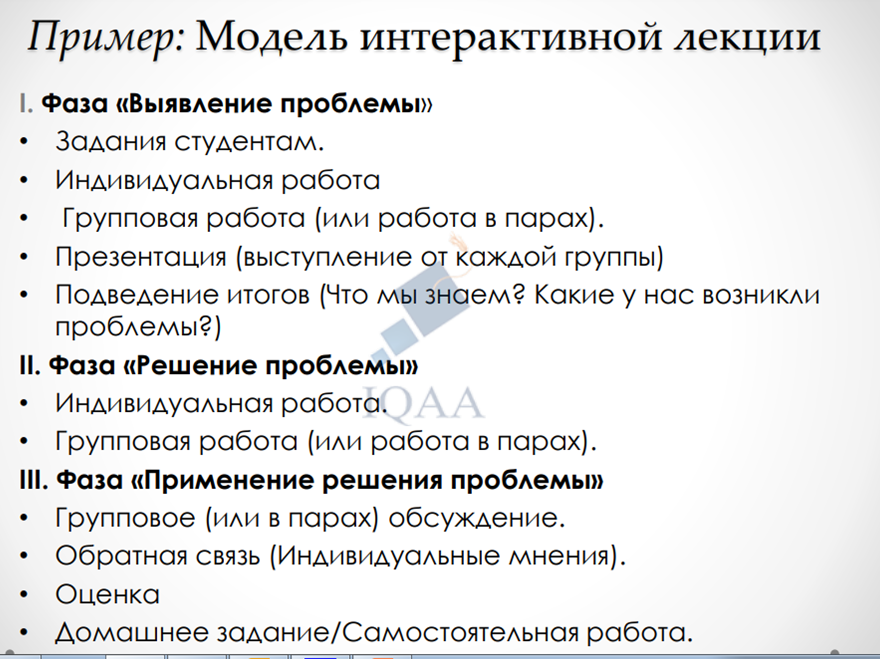 Пример: Модель интерактивной лекции
I. Фаза «Выявление проблемы»
• Задания студентам.
• Индивидуальная работа
• Групповая работа (или работа в парах).
• Презентация (выступление от каждой группы)
• Подведение итогов (Что мы знаем? Какие у нас возникли
проблемы?)
II. Фаза «Решение проблемы»
IQAA
• Индивидуальная работа.
• Групповая работа (или работа в парах).
III. Фаза «Применение решения проблемы»
• Групповое (или в парах) обсуждение.
• Обратная связь (Индивидуальные мнения).
• Оценка
• Домашнее задание/Самостоятельная работа.